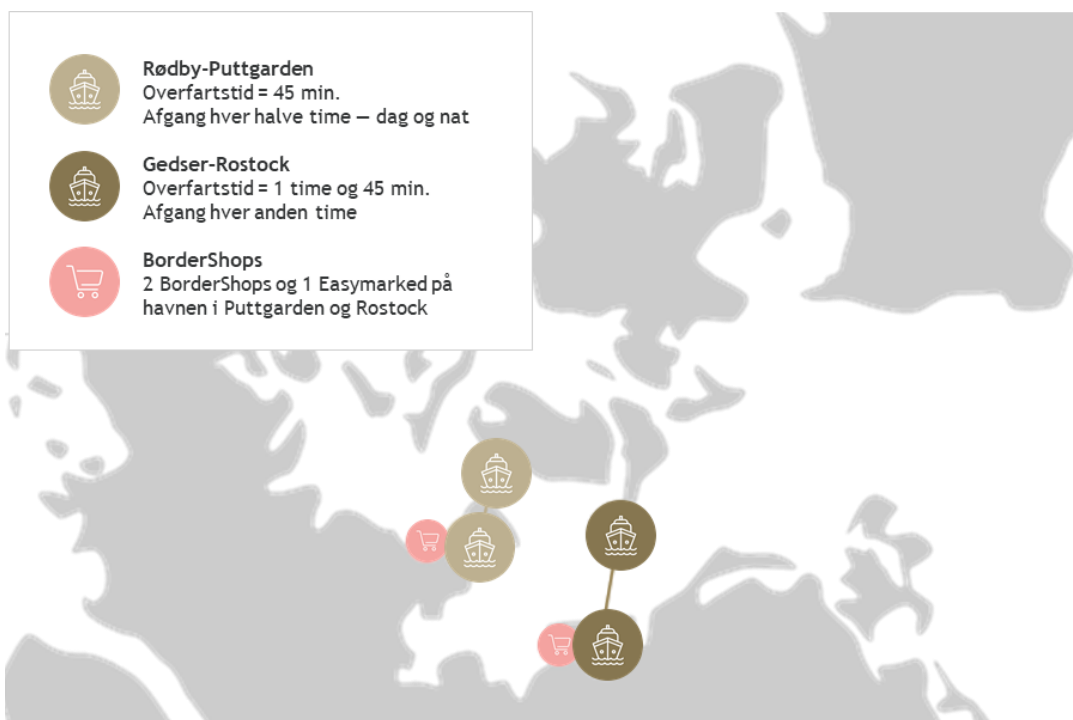 Rødby-Puttgarden
Overfartstid = 45 min.
Afgang hver halve time — dag og nat
Gedser-Rostock
Overfartstid = 1 time og 45 min.
Afgang hver anden time
BorderShops
2 BorderShops og 1 Easymarked på
havnen i Puttgarden og Rostock